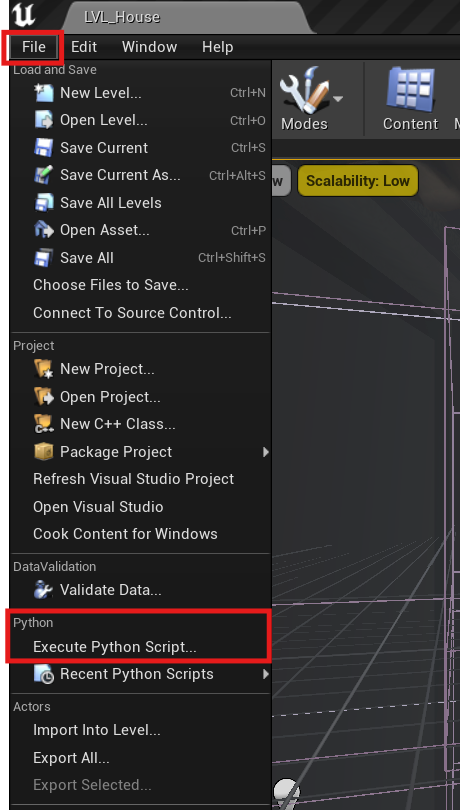 LVL_House
File Edit Window Help
Load and Save
New Level... Ctrl+N
Open Level... Ctrl+O
Save Current Ctrl+S
Save Current As... Ctrl+Alt+S
Save All Levels
Open Asset... Ctrl+P
Save All Ctrl+Shift+S
Choose Files to Save...
Connect To Source Control...
Project
New Project...
Open Project...
New C++ Class...
Package Project
Refresh Visual Studio Project
Open Visual Studio
Cook Content for Windows
DataValidation
Validate Data...
Python
Execute Python Script...
Recent Python Scripts
Actors
Import Into Level...
Export All...
Export Selected...
Modes
Content
w
Scalability: Low